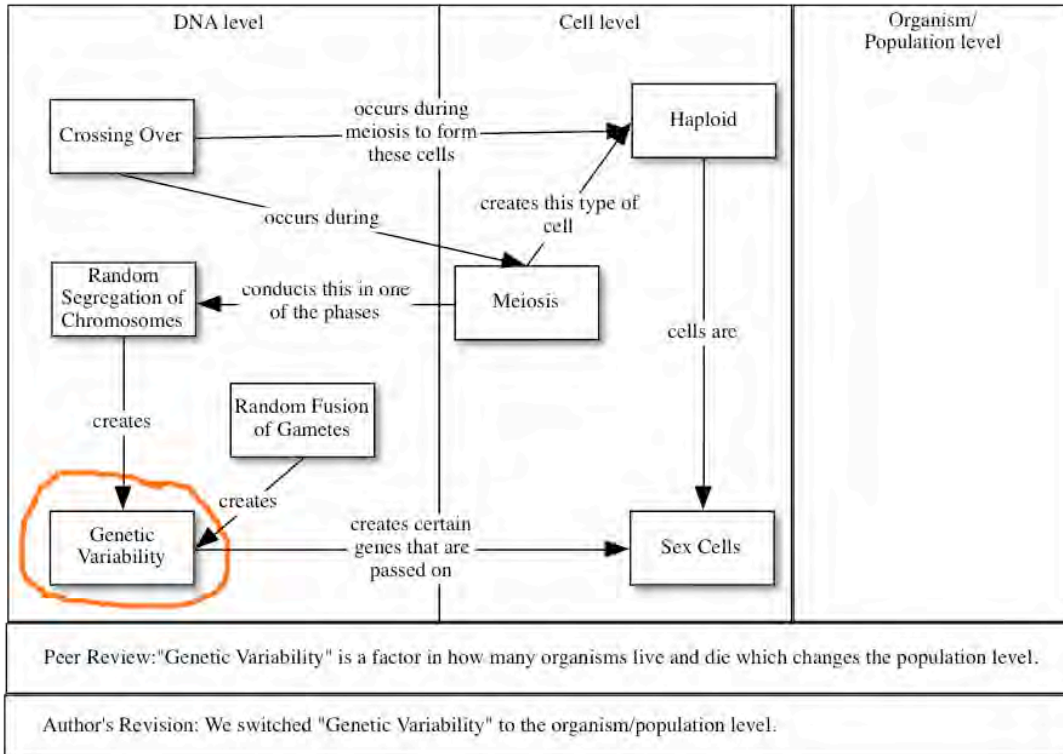 DNA level
Cell level
Organism/
Population level
Crossing Over
occurs during
meiosis to form
these cells
Haploid
occurs during
creates this type of
cell
Random
Segregation of
Chromosomes
conducts this in one
of the phases
Meiosis
cells are
creates
Random Fusion
of Gametes
creates
Genetic
Variability
creates certain
genes that are
passed on
Sex Cells
Peer Review:"Genetic Variability" is a factor in how many organisms live and die which changes the population level.
Author's Revision: We switched "Genetic Variability" to the organism/population level.